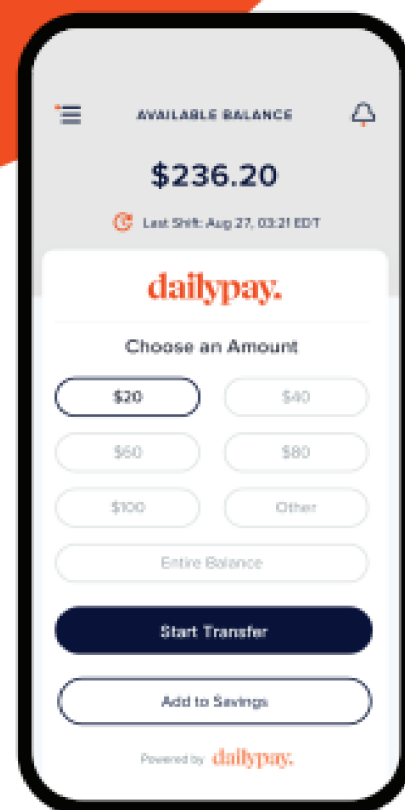 AVAILABLE BALANCE
$236.20
Last Shift: Aug 27, 03:21 EDT
dailypay.
Choose an Amount
$20 $40
$60 $80
$100 Other
Entire Balance
Start Transfer
Add to Savings
Powered by dailypay.